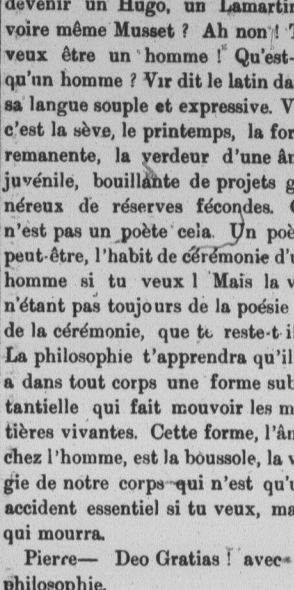 devenir un Hugo, un Lamartin
voire même Musset ? Ah non ! T
veux être un homme ! Qu'est-
qu'un homme ? VIR dit le latin da
sa langue souple et expressive. V
c'est la sève, le printemps, la for
remanente, la verdeur d'une ân
juvénile, bouillante de projets g
néreux de réserves fécondes. C
n'est pas un poète cela. Un poè
peut-être, l'habit de cérémonie d'u
homme si tu veux ! Mais la v
n'étant pas toujours de la poésie
de la cérémonie, que te reste-t-i
La philosophie t'apprendra qu'il
a dans tout corps une forme sub
tantielle qui fait mouvoir les m
tières vivantes. Cette forme, l'ân
chez l'homme, est la boussole, la v
gie de notre corps qui n'est qu'u
accident essentiel si tu veux, ma
qui mourra.
Pierre— Deo Gratias ! avec
philosophie.